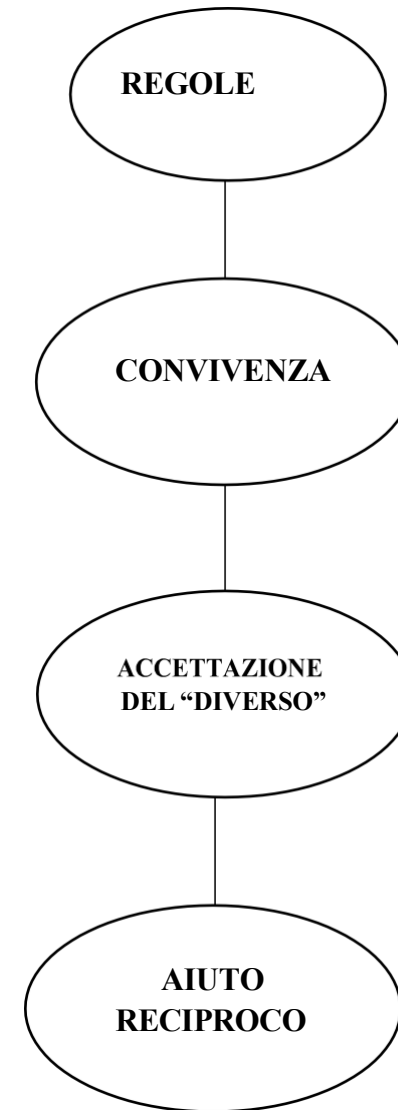 REGOLE
CONVIVENZA
ACCETTAZIONE
DEL “DIVERSO”
AIUTO
RECIPROCO